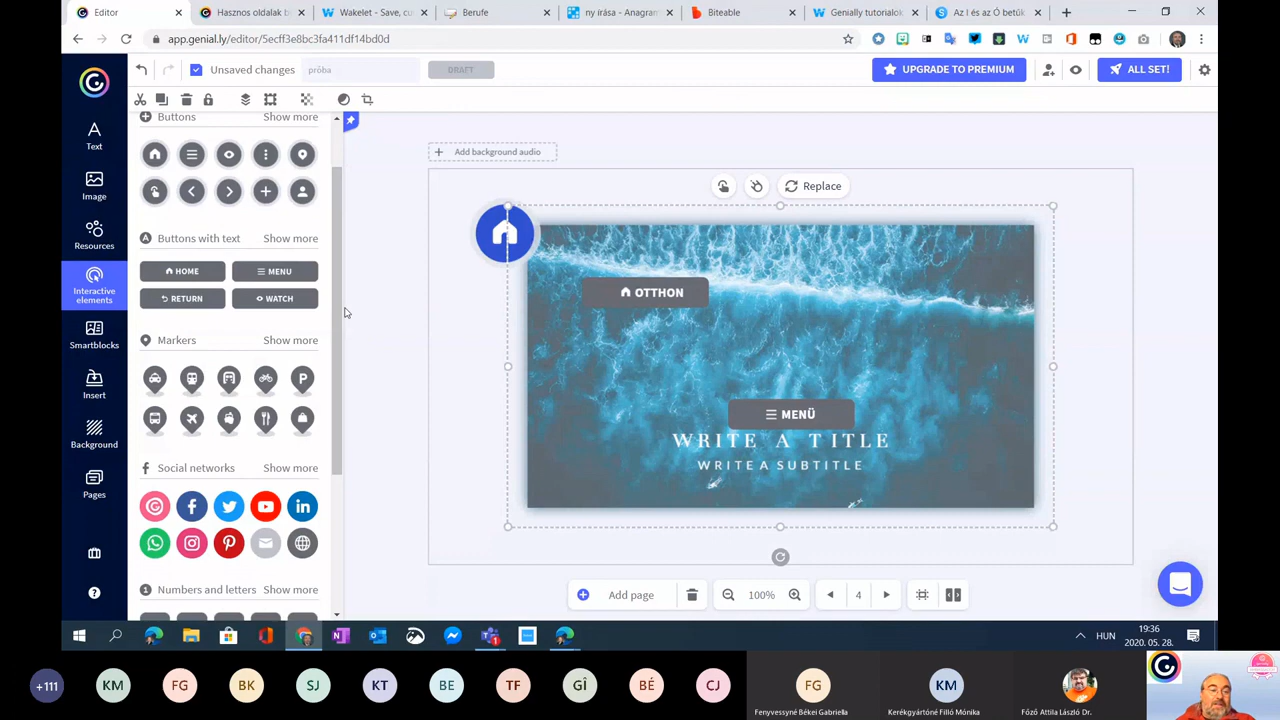 Editor
Hasznos oldalak b
Wakelet - Save, cu
Berufe
ny írása - Anagram
Biteable
Genially tutorialok
Az I és az Ó betűk
app.genial.ly/editor/5ecff3e8bc3fa411df14bd0d
Unsaved changes
próba
DRAFT
UPGRADE TO PREMIUM
ALL SET!
Text
Image
Resources
Interactive
elements
Smartblocks
Insert
Background
Pages
Buttons
Show more
Buttons with text
Show more
HOME
MENU
RETURN
WATCH
Markers
Show more
P
Social networks
Show more
Numbers and letters
Show more
Add background audio
Replace
OTTHON
MENÜ
WRITE A TITLE
WRITE A SUBTITLE
Add page
100%
4
HUN
19:36
2020. 05. 28.
+111
KM
FG
BK
SJ
KT
BE
TF
GÍ
BÉ
CJ
FG
Fenyvessyné Békei Gabriella
KM
Kerékgyártóné Filló Mónika
Főző Attila László Dr.